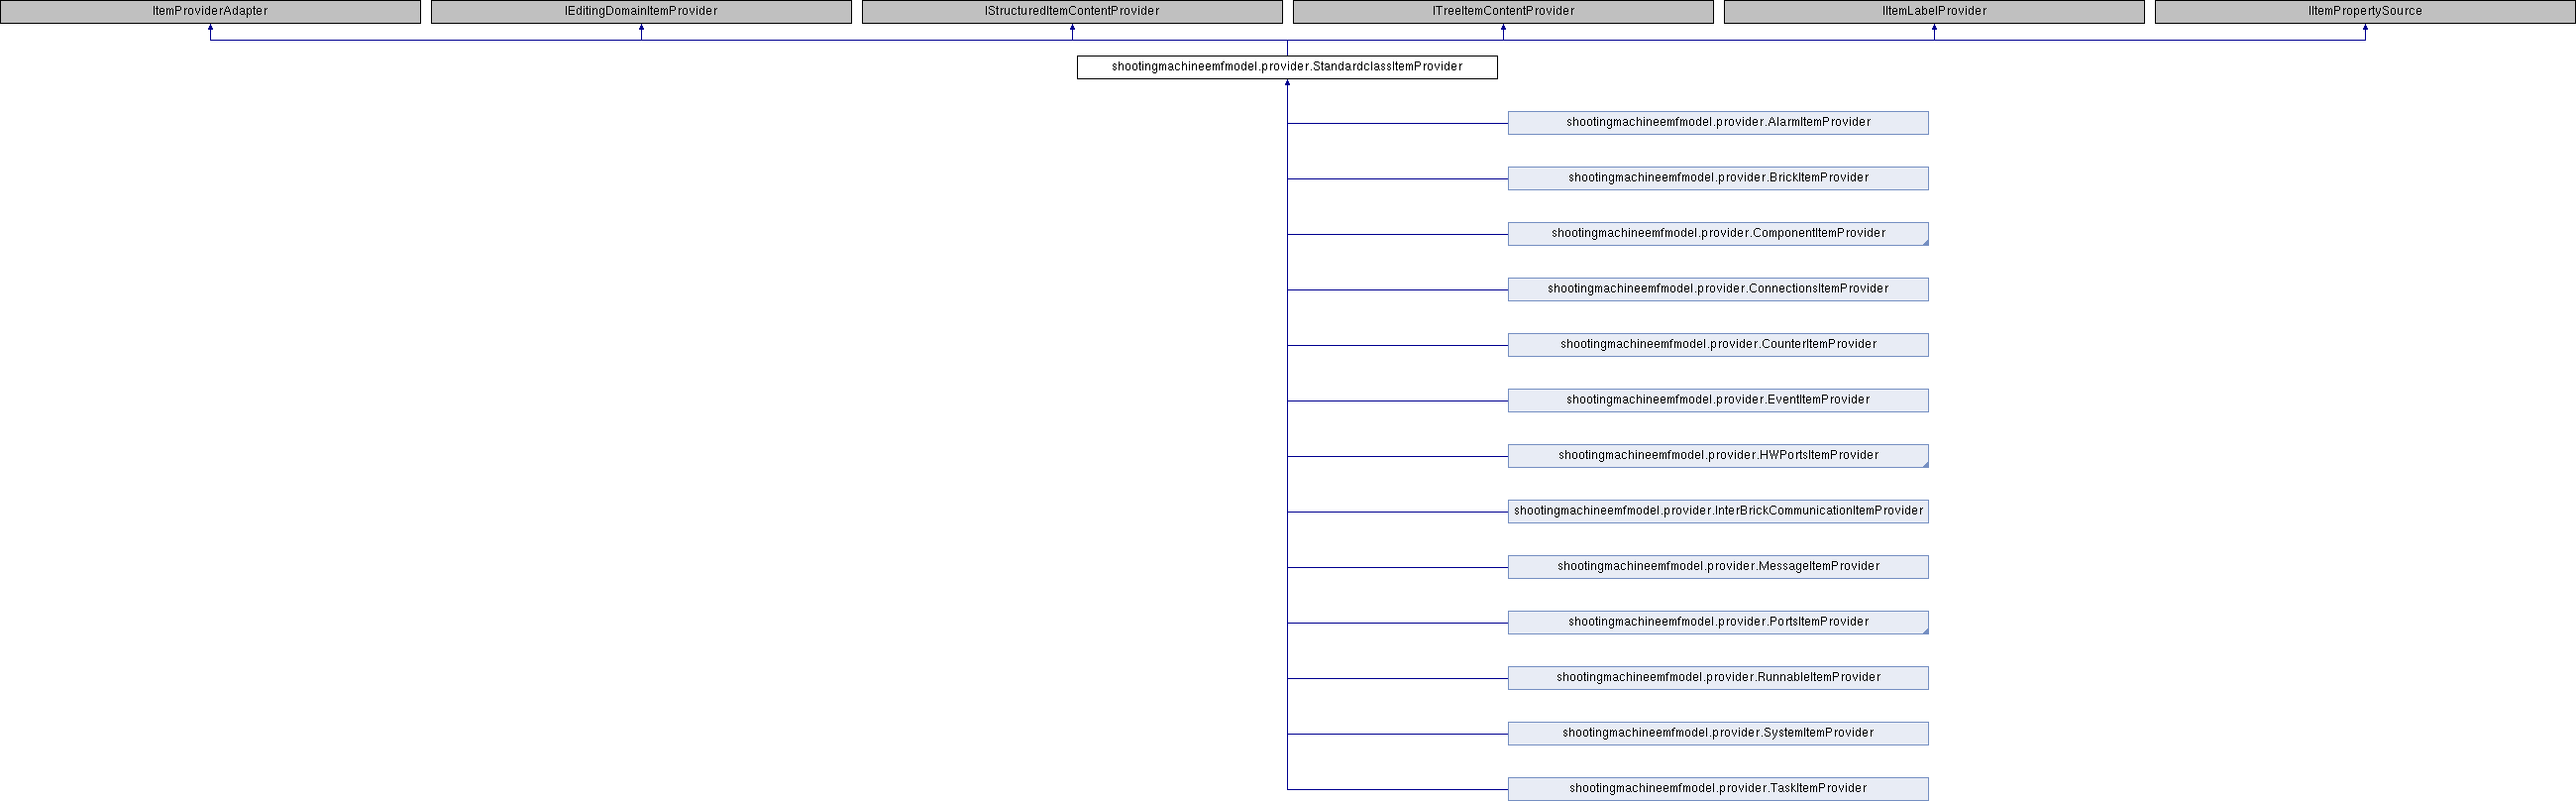 ItemProviderAdapter
IEditingDomainItemProvider
IStructuredItemContentProvider
ITreeItemContentProvider
IItemLabelProvider
IItemPropertySource
shootingmachineemfmodel.provider.StandardclassItemProvider
shootingmachineemfmodel.provider.AlarmItemProvider
shootingmachineemfmodel.provider.BrickItemProvider
shootingmachineemfmodel.provider.ComponentItemProvider
shootingmachineemfmodel.provider.ConnectionsItemProvider
shootingmachineemfmodel.provider.CounterItemProvider
shootingmachineemfmodel.provider.EventItemProvider
shootingmachineemfmodel.provider.HWPortsItemProvider
shootingmachineemfmodel.provider.InterBrickCommunicationItemProvider
shootingmachineemfmodel.provider.MessageItemProvider
shootingmachineemfmodel.provider.PortsItemProvider
shootingmachineemfmodel.provider.RunnableItemProvider
shootingmachineemfmodel.provider.SystemItemProvider
shootingmachineemfmodel.provider.TaskItemProvider